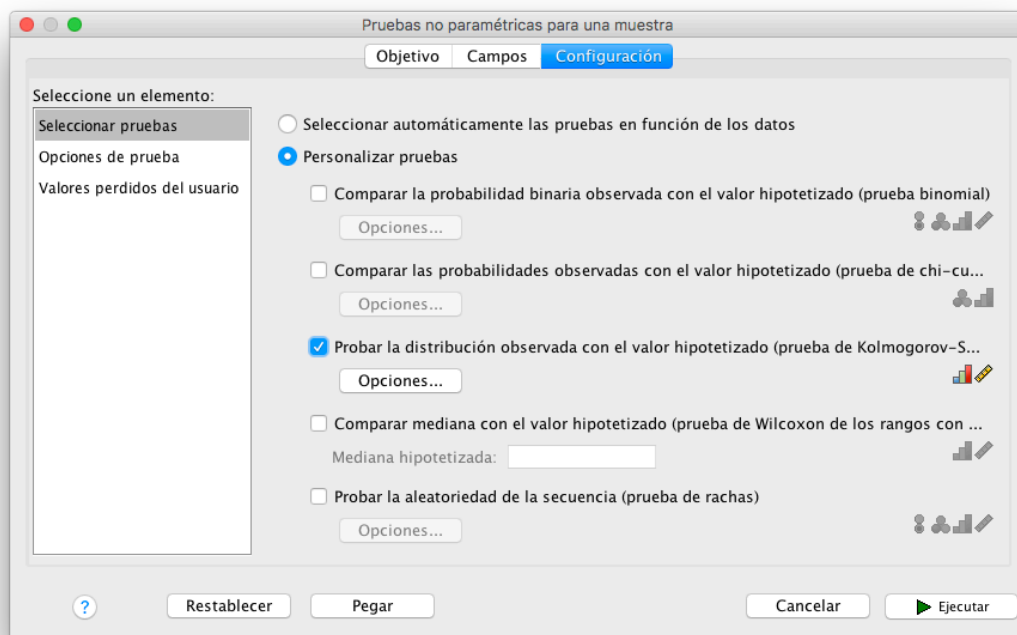 Pruebas no paramétricas para una muestra
Objetivo Campos Configuración
Seleccione un elemento:
Seleccionar pruebas
Opciones de prueba
Valores perdidos del usuario
Seleccionar automáticamente las pruebas en función de los datos
Personalizar pruebas
Comparar la probabilidad binaria observada con el valor hipotetizado (prueba binomial)
Opciones...
Comparar las probabilidades observadas con el valor hipotetizado (prueba de chi-cu...
Opciones...
Probar la distribución observada con el valor hipotetizado (prueba de Kolmogorov-S...
Opciones...
Comparar mediana con el valor hipotetizado (prueba de Wilcoxon de los rangos con ...
Mediana hipotetizada:
Probar la aleatoriedad de la secuencia (prueba de rachas)
Opciones...
? Restablecer Pegar Cancelar Ejecutar